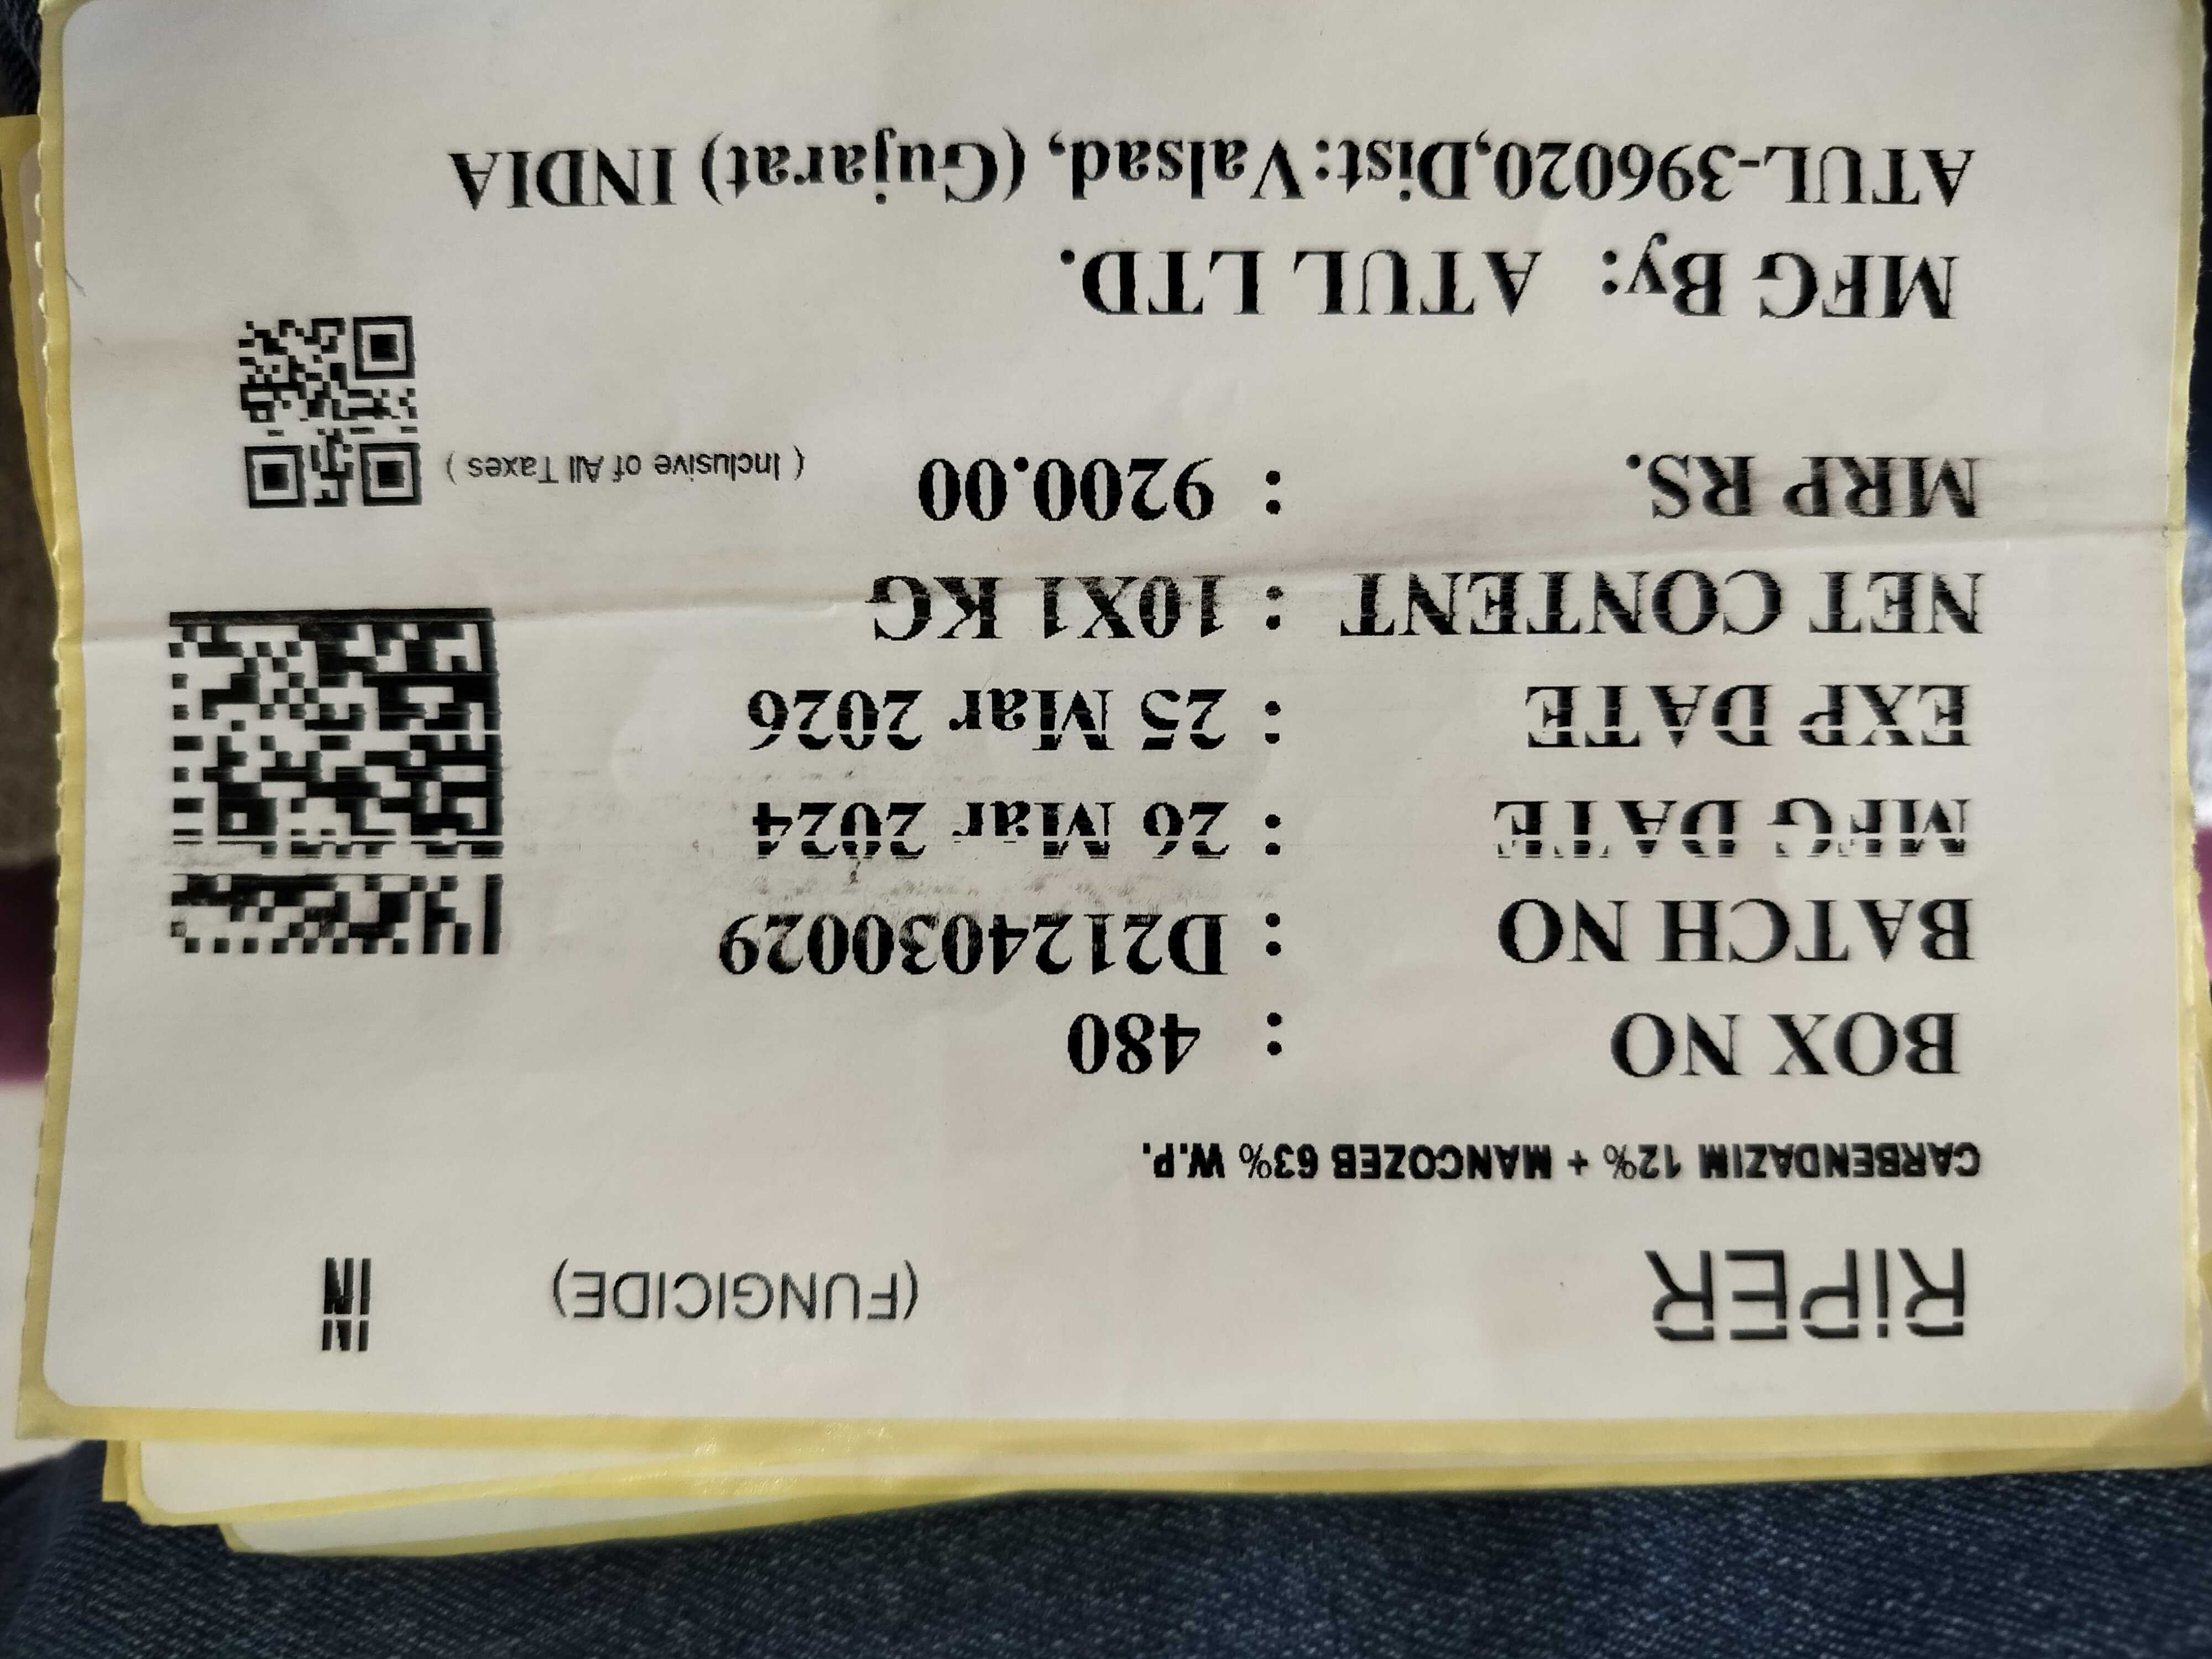 RiPER (FUNGICIDE) IN
CARBENDAZIM 12% + MANCOZEB 63% W.P.
BOX NO : 480
BATCH NO : D2124030029
MFG DATE : 26 Mar 2024
EXP DATE : 25 Mar 2026
NET CONTENT : 10X1 KG
MRP RS. : 9200.00 ( Inclusive of All Taxes )
MFG By: ATUL LTD.
ATUL-396020,Dist:Valsad, (Gujarat) INDIA